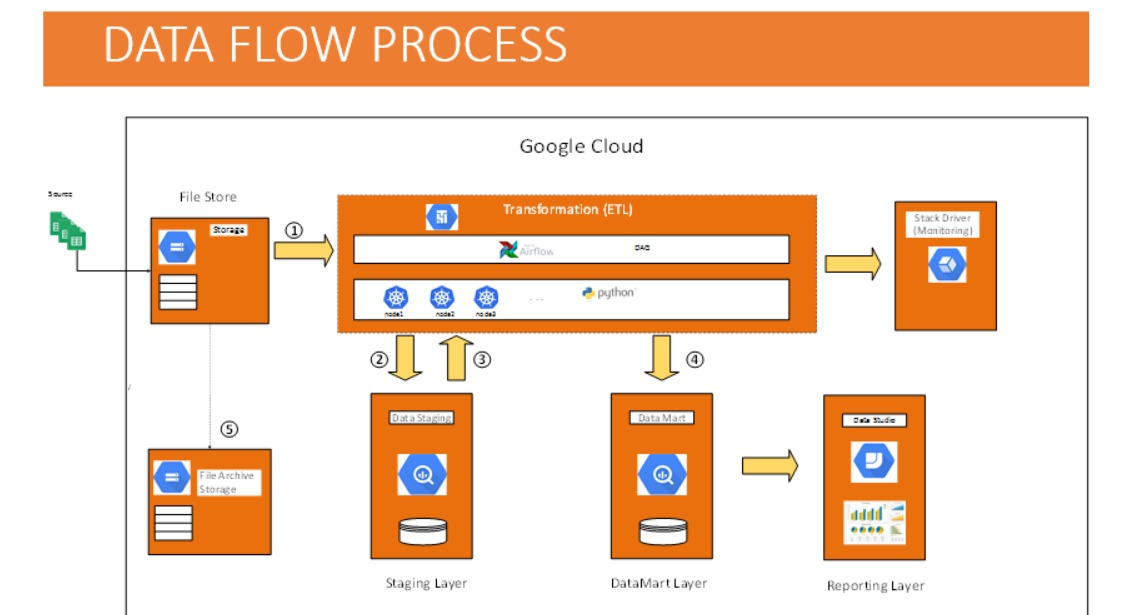 DATA FLOW PROCESS
Google Cloud
Source
File Store
Storage
①
Transformation (ETL)
Airflow
DAG
node1
node2
node3
...
python
Stack Driver
(Monitoring)
②
③
④
Data Staging
Data Mart
Data Studio
⑤
File Archive
Storage
Staging Layer
DataMart Layer
Reporting Layer